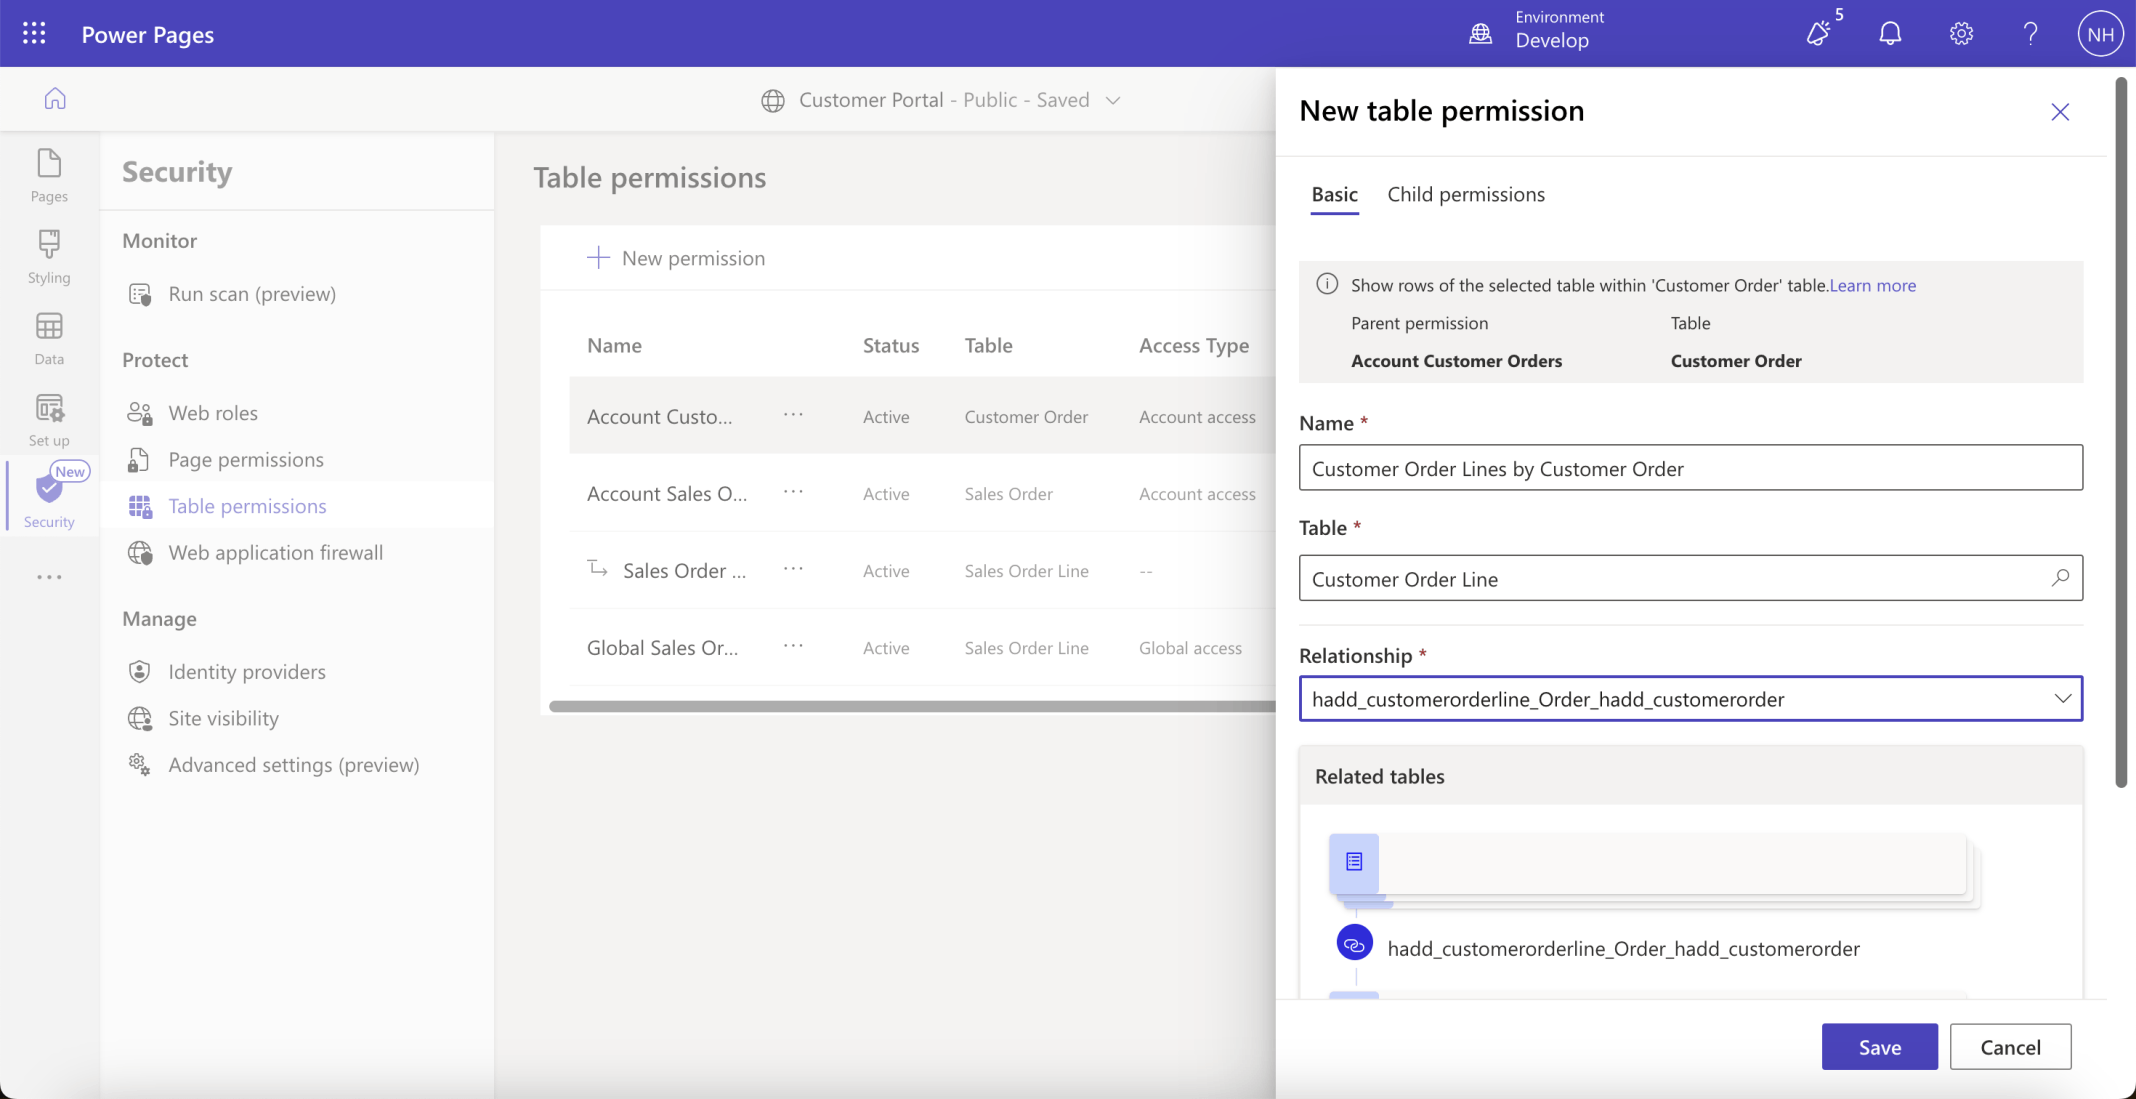 Power Pages
Environment
Develop
5
NH
Customer Portal - Public - Saved
Pages
Styling
Data
Set up
New
Security
Security
Monitor
Run scan (preview)
Protect
Web roles
Page permissions
Table permissions
Web application firewall
Manage
Identity providers
Site visibility
Advanced settings (preview)
Table permissions
New permission
Name Status Table Access Type
Account Custo... Active Customer Order Account access
Account Sales O... Active Sales Order Account access
Sales Order ... Active Sales Order Line --
Global Sales Or... Active Sales Order Line Global access
New table permission
Basic Child permissions
Show rows of the selected table within 'Customer Order' table.Learn more
Parent permission Table
Account Customer Orders Customer Order
Name *
Customer Order Lines by Customer Order
Table *
Customer Order Line
Relationship *
hadd_customerorderline_Order_hadd_customerorder
Related tables
hadd_customerorderline_Order_hadd_customerorder
Save Cancel